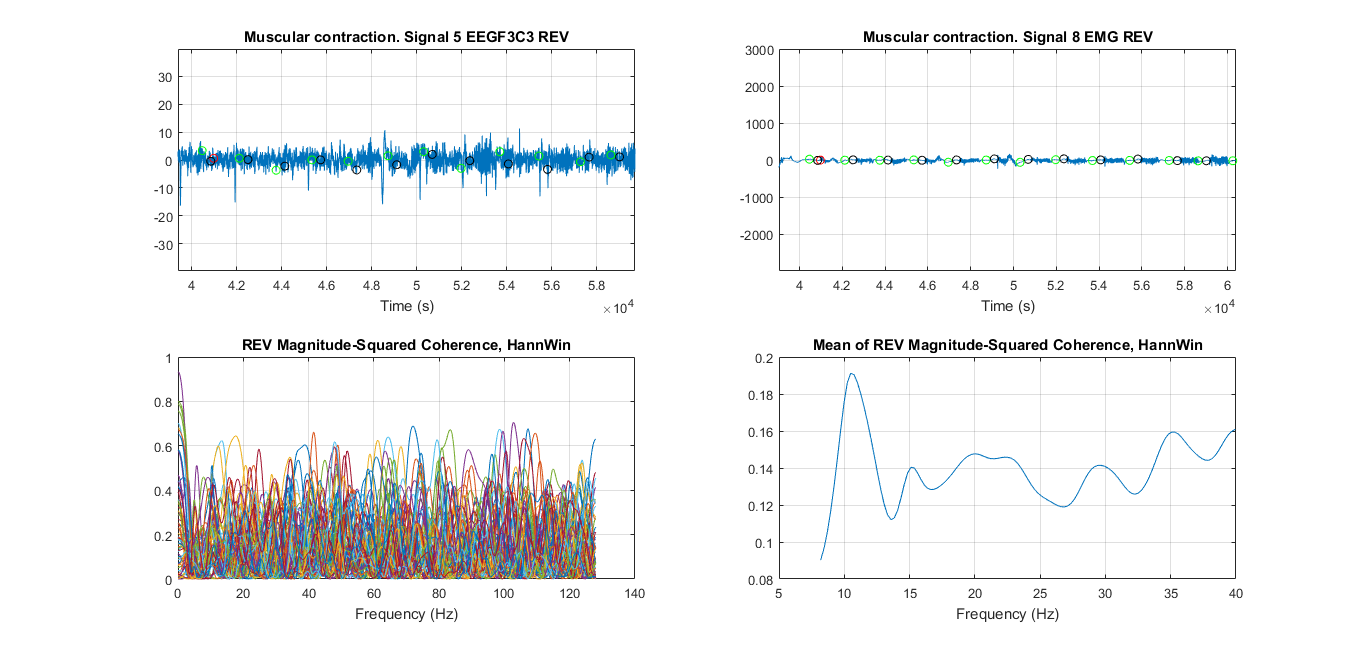 Muscular contraction. Signal 5 EEGF3C3 REV
30
20
10
0
-10
-20
-30
4 4.2 4.4 4.6 4.8 5 5.2 5.4 5.6 5.8
Time (s)
×10^4
Muscular contraction. Signal 8 EMG REV
3000
2000
1000
0
-1000
-2000
4 4.2 4.4 4.6 4.8 5 5.2 5.4 5.6 5.8 6
Time (s)
×10^4
REV Magnitude-Squared Coherence, HannWin
1
0.8
0.6
0.4
0.2
0
0 20 40 60 80 100 120 140
Frequency (Hz)
Mean of REV Magnitude-Squared Coherence, HannWin
0.2
0.18
0.16
0.14
0.12
0.1
0.08
5 10 15 20 25 30 35 40
Frequency (Hz)